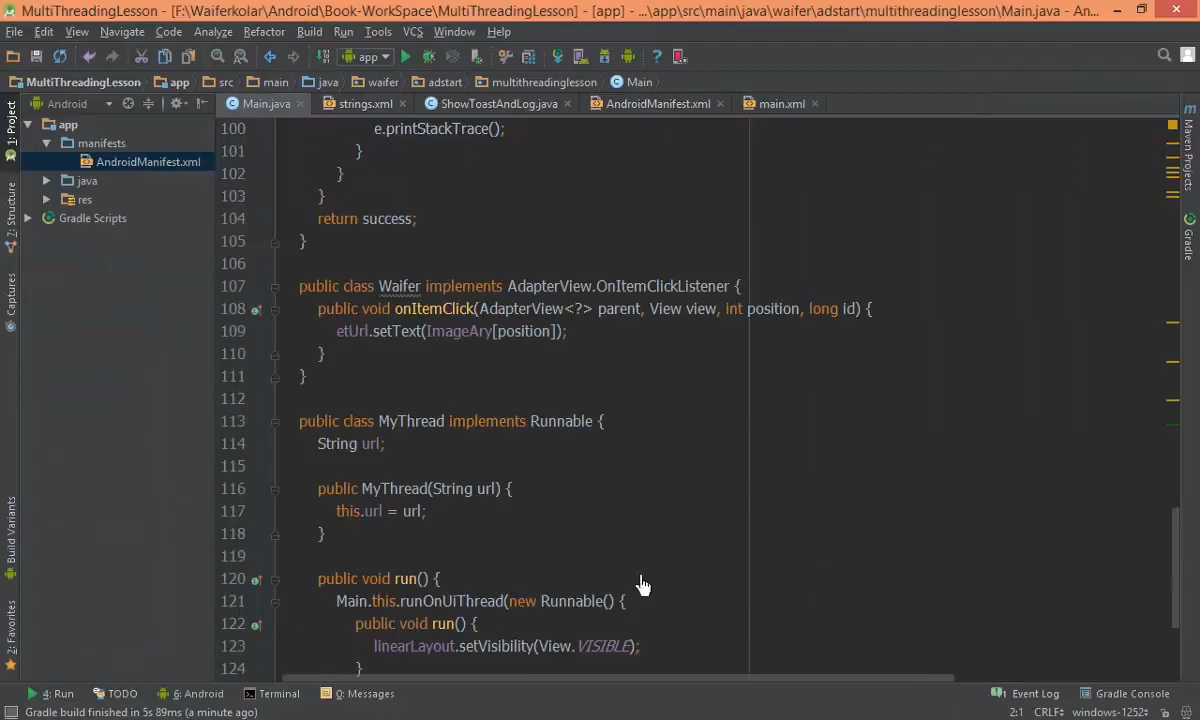 MultiThreadingLesson - [F:\Waiferkolar\Android\Book-WorkSpace\MultiThreadingLesson] - [app] - ...\app\src\main\java\waifer\adstart\multithreadinglesson\Main.java - An...
File Edit View Navigate Code Analyze Refactor Build Run Tools VCS Window Help
app
MultiThreadingLesson app src main java waifer adstart multithreadinglesson Main
Android
Main.java strings.xml ShowToastAndLog.java AndroidManifest.xml main.xml
1: Project
7: Structure
Captures
Build Variants
2: Favorites
app
manifests
AndroidManifest.xml
java
res
Gradle Scripts
100 e.printStackTrace();
101 }
102 }
103 }
104 return success;
105 }
106
107 public class Waifer implements AdapterView.OnItemClickListener {
108 public void onItemClick(AdapterView<?> parent, View view, int position, long id) {
109 etUrl.setText(ImageAry[position]);
110 }
111 }
112
113 public class MyThread implements Runnable {
114 String url;
115
116 public MyThread(String url) {
117 this.url = url;
118 }
119
120 public void run() {
121 Main.this.runOnUiThread(new Runnable() {
122 public void run() {
123 linearLayout.setVisibility(View.VISIBLE);
124 }
Maven Projects
Gradle
4: Run TODO 6: Android Terminal 0: Messages Event Log Gradle Console
Gradle build finished in 5s 89ms (a minute ago) 2:1 CRLF÷ windows-1252÷